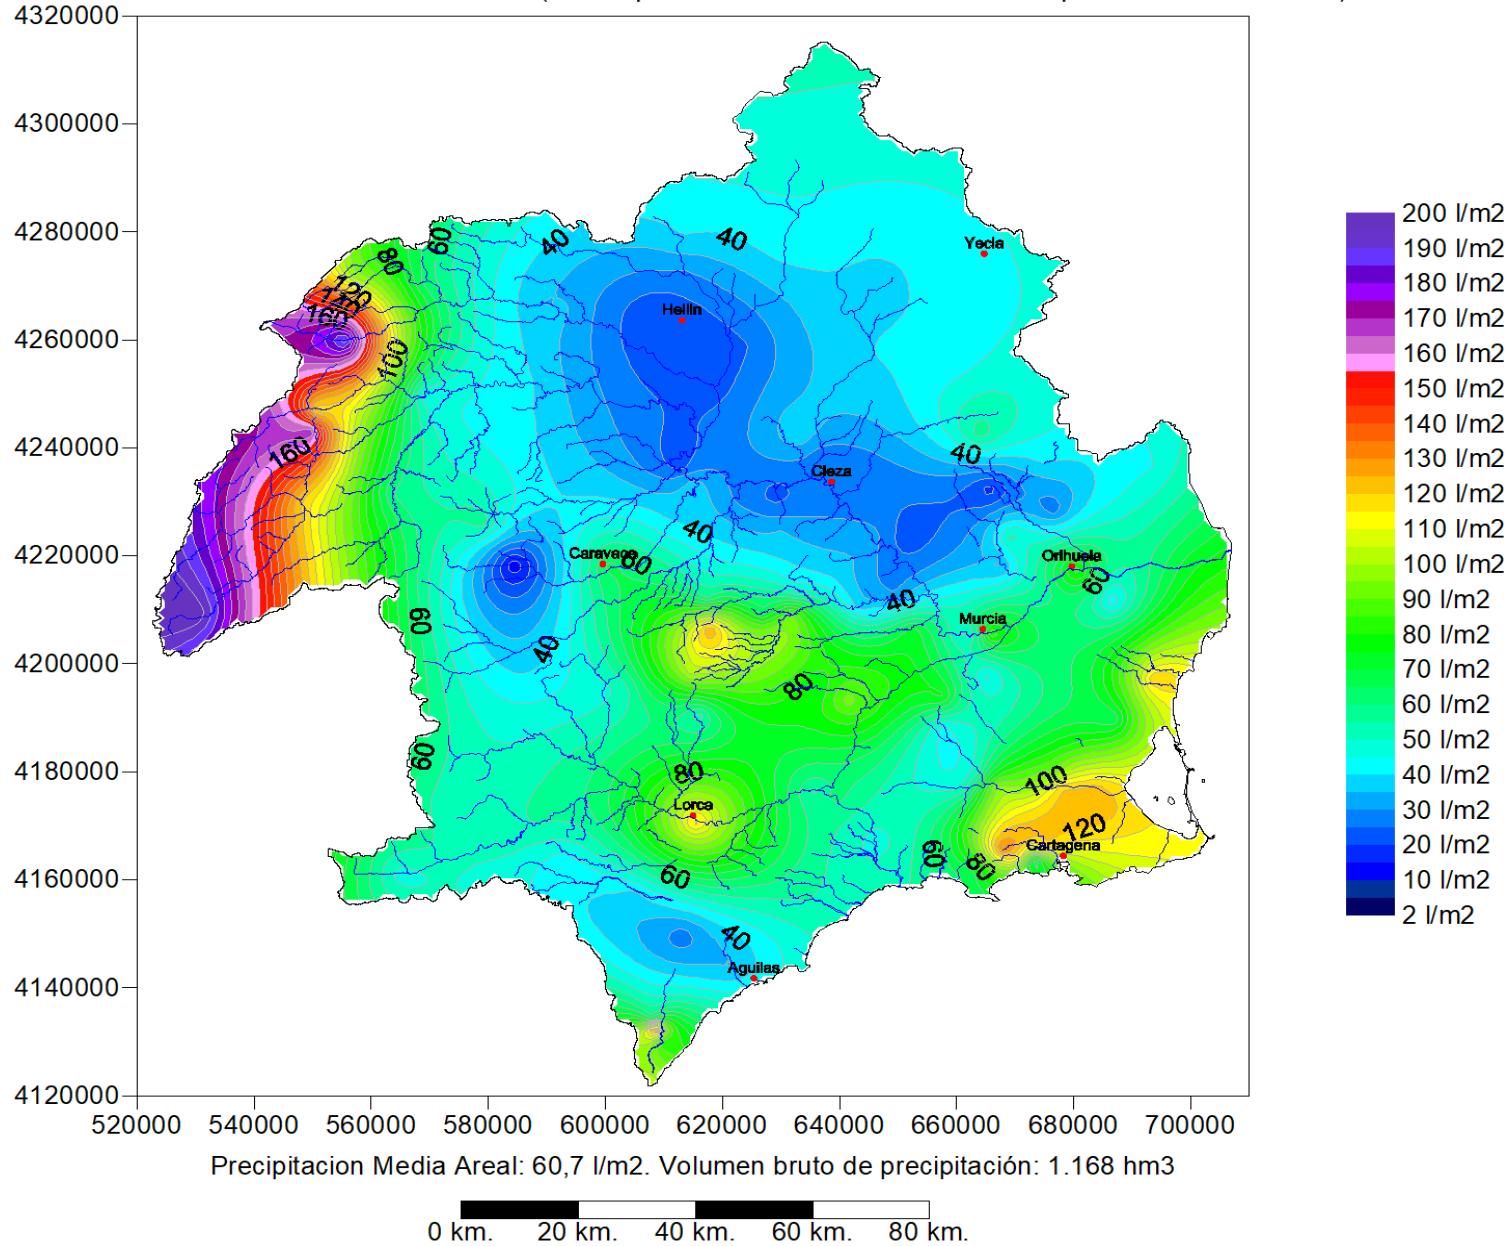 4320000
4300000
4280000
4260000
4240000
4220000
4200000
4180000
4160000
4140000
4120000
520000 540000 560000 580000 600000 620000 640000 660000 680000 700000
60
40
40
Yecla
80
120
160
Hellin
100
160
40
Cieza
40
Caravaca
60
Orihuela
60
60
40
Murcia
40
80
60
80
100
Lorca
120
Cartagena
60
80
60
40
Aguilas
200 l/m2
190 l/m2
180 l/m2
170 l/m2
160 l/m2
150 l/m2
140 l/m2
130 l/m2
120 l/m2
110 l/m2
100 l/m2
90 l/m2
80 l/m2
70 l/m2
60 l/m2
50 l/m2
40 l/m2
30 l/m2
20 l/m2
10 l/m2
2 l/m2
Precipitacion Media Areal: 60,7 l/m2. Volumen bruto de precipitación: 1.168 hm3
0 km. 20 km. 40 km. 60 km. 80 km.